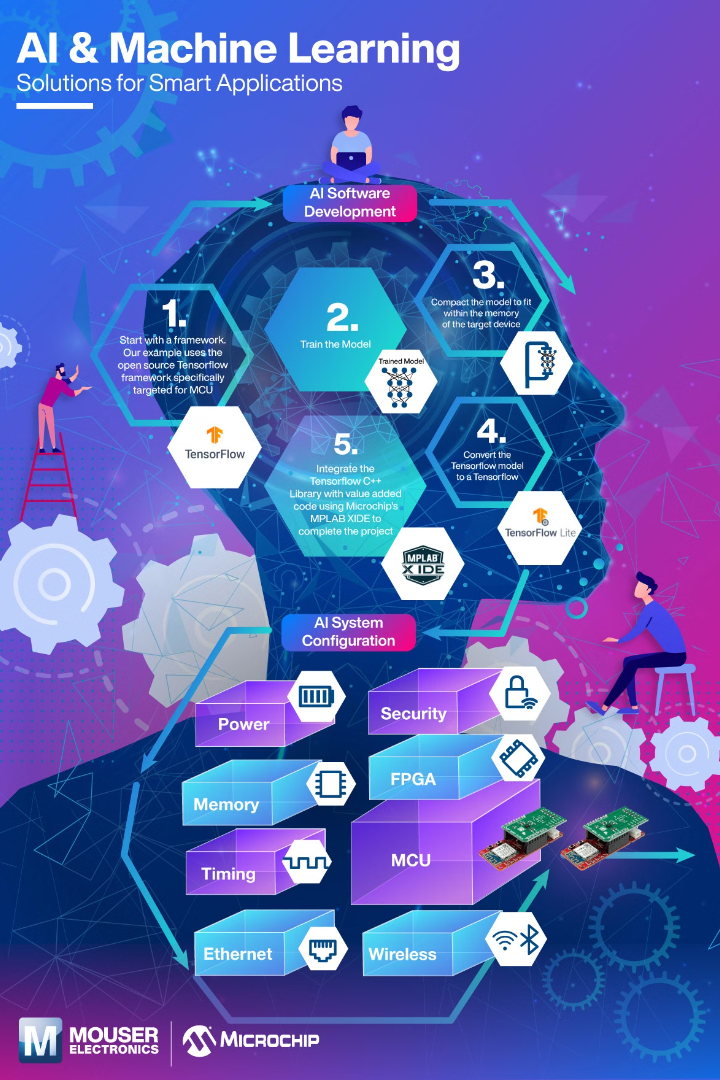 AI & Machine Learning
Solutions for Smart Applications
AI Software
Development
1.
Start with a framework.
Our example uses the
open source Tensorflow
framework specifically
targeted for MCU
TensorFlow
2.
Train the Model
Trained Model
3.
Compact the model to fit
within the memory
of the target device
4.
Convert the
Tensorflow model
to a Tensorflow
TensorFlow Lite
5.
Integrate the
Tensorflow C++
Library with value added
code using Microchip's
MPLAB XIDE to
complete the project
MPLAB
X IDE
AI System
Configuration
Power
Security
Memory
FPGA
Timing
MCU
Ethernet
Wireless
M
MOUSER
ELECTRONICS
MICROCHIP